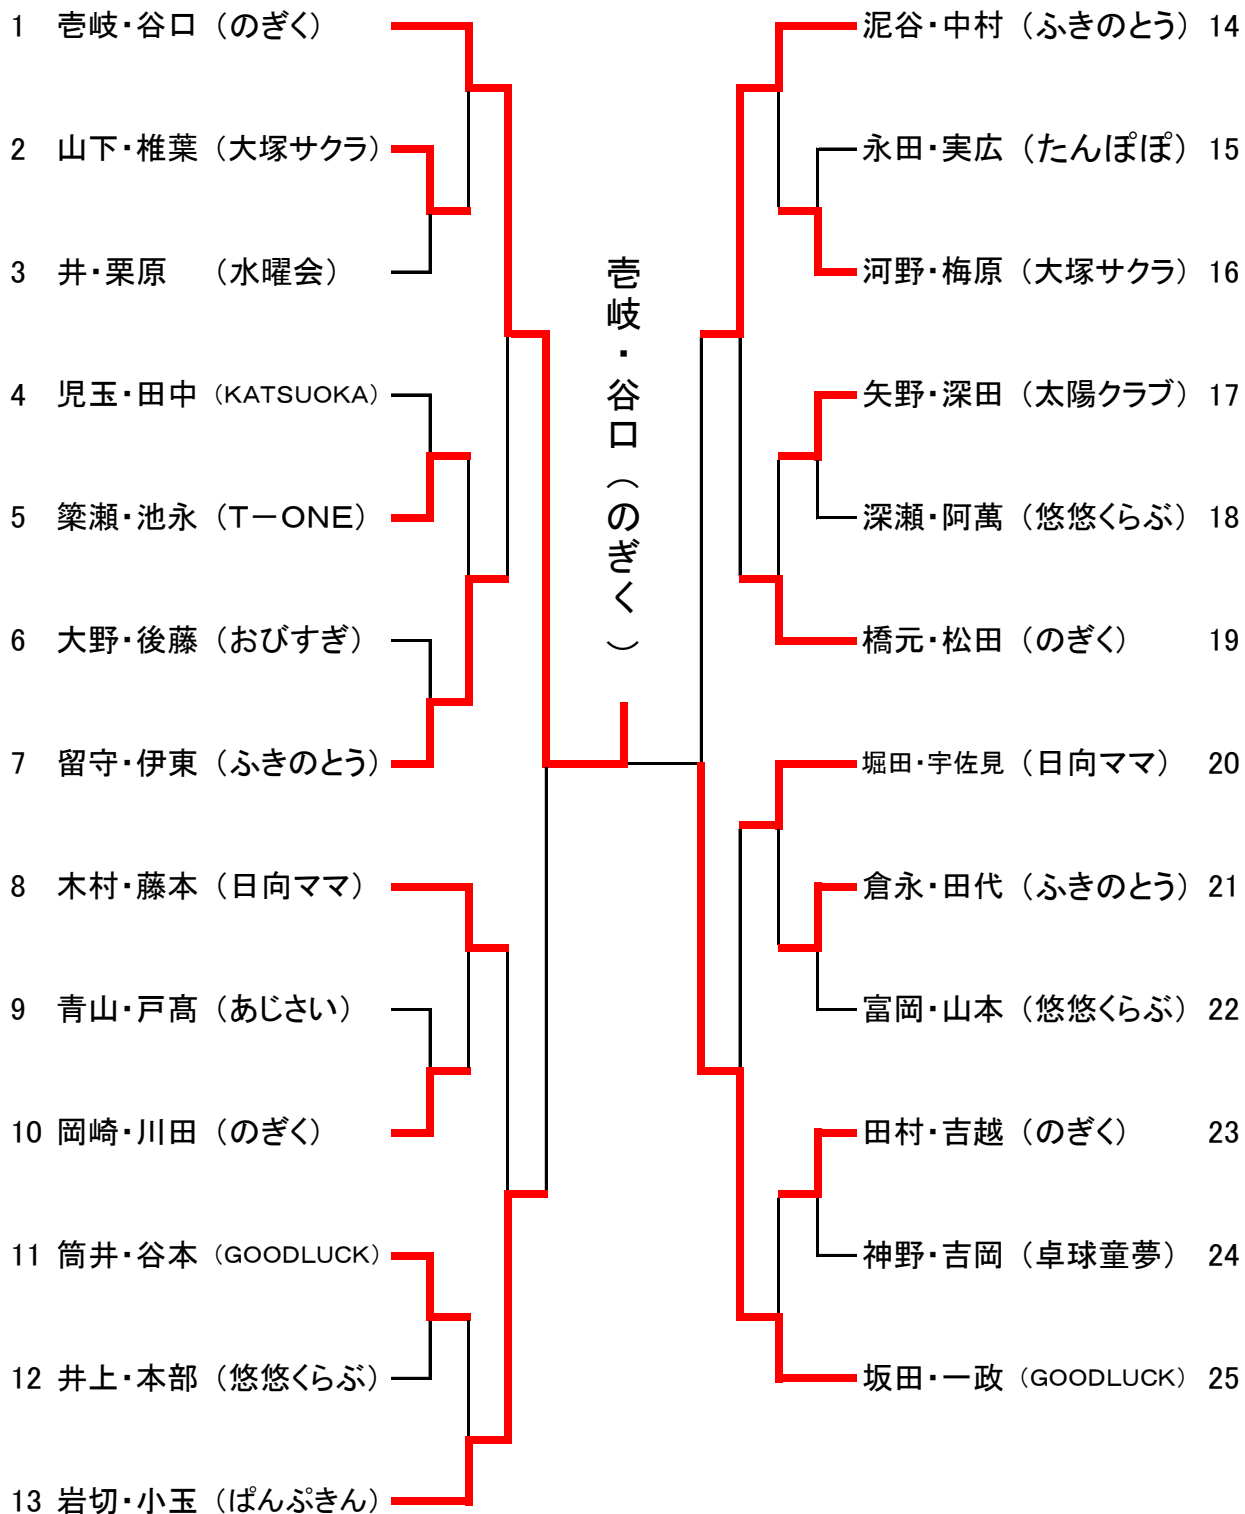 1 壱岐・谷口 (のぎく)
2 山下・椎葉 (大塚サクラ)
3 井・栗原 (水曜会)
4 児玉・田中 (KATSUOKA)
5 簗瀬・池永 (T－ONE)
6 大野・後藤 (おびすぎ)
7 留守・伊東 (ふきのとう)
8 木村・藤本 (日向ママ)
9 青山・戸髙 (あじさい)
10 岡崎・川田 (のぎく)
11 筒井・谷本 (GOODLUCK)
12 井上・本部 (悠悠くらぶ)
13 岩切・小玉 (ぱんぷきん)
壱岐・谷口(のぎく)
泥谷・中村 (ふきのとう) 14
永田・実広 (たんぽぽ) 15
河野・梅原 (大塚サクラ) 16
矢野・深田 (太陽クラブ) 17
深瀬・阿萬 (悠悠くらぶ) 18
橋元・松田 (のぎく) 19
堀田・宇佐見 (日向ママ) 20
倉永・田代 (ふきのとう) 21
富岡・山本 (悠悠くらぶ) 22
田村・吉越 (のぎく) 23
神野・吉岡 (卓球童夢) 24
坂田・一政 (GOODLUCK) 25